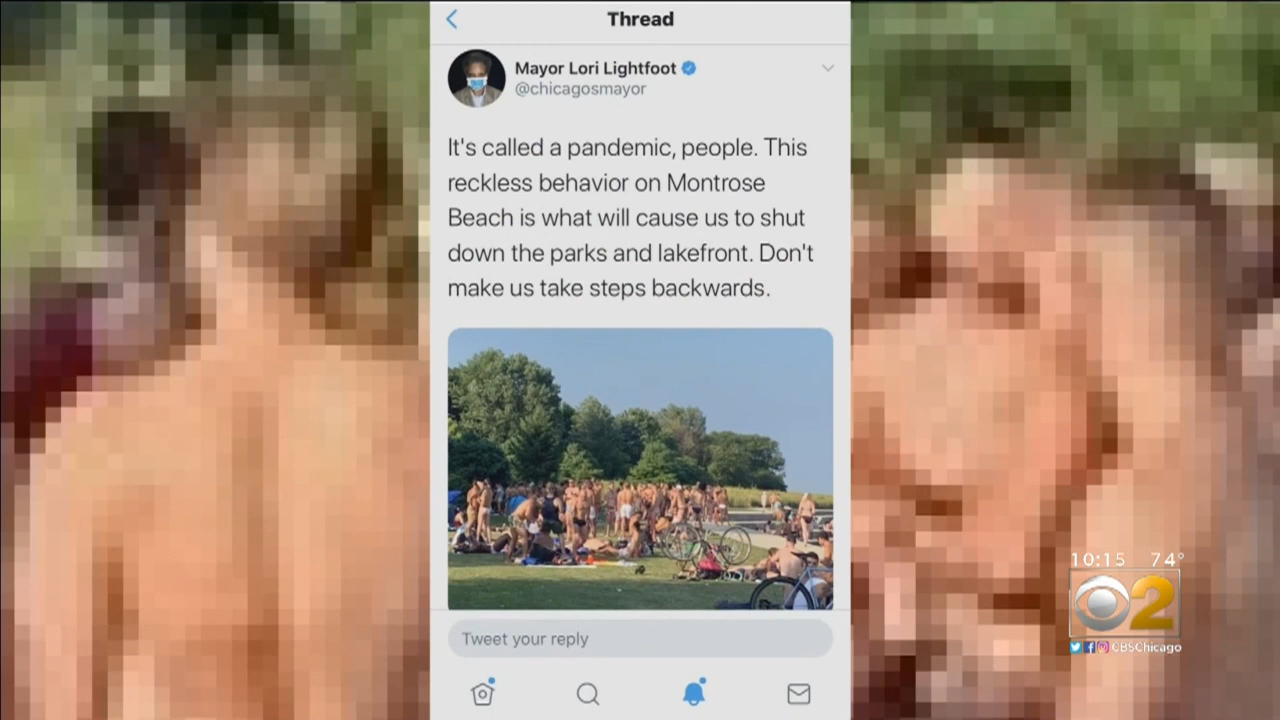 Thread
Mayor Lori Lightfoot
@chicagosmayor
It's called a pandemic, people. This
reckless behavior on Montrose
Beach is what will cause us to shut
down the parks and lakefront. Don't
make us take steps backwards.
Tweet your reply
10:15 74°
2
CBSChicago